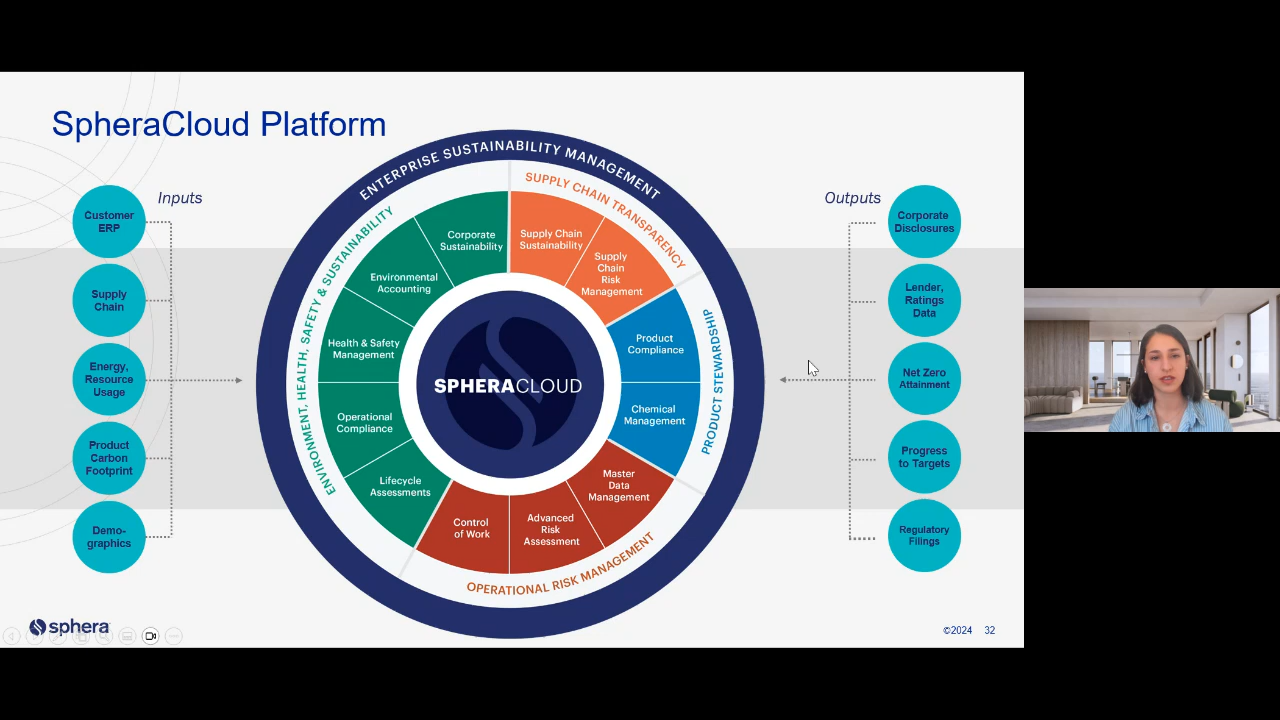 SpheraCloud Platform
Inputs
Customer
ERP
Supply
Chain
Energy,
Resource
Usage
Product
Carbon
Footprint
Demo-
graphics
ENTERPRISE SUSTAINABILITY MANAGEMENT
ENVIRONMENT, HEALTH, SAFETY & SUSTAINABILITY
Corporate
Sustainability
Environmental
Accounting
Health & Safety
Management
Operational
Compliance
Lifecycle
Assessments
SUPPLY CHAIN TRANSPARENCY
Supply Chain
Sustainability
Supply
Chain
Risk
Management
PRODUCT STEWARDSHIP
Product
Compliance
Chemical
Management
OPERATIONAL RISK MANAGEMENT
Master
Data
Management
Advanced
Risk
Assessment
Control
of Work
SPHERACLOUD
Outputs
Corporate
Disclosures
Lender,
Ratings
Data
Net Zero
Attainment
Progress
to Targets
Regulatory
Filings
sphera
©2024 32